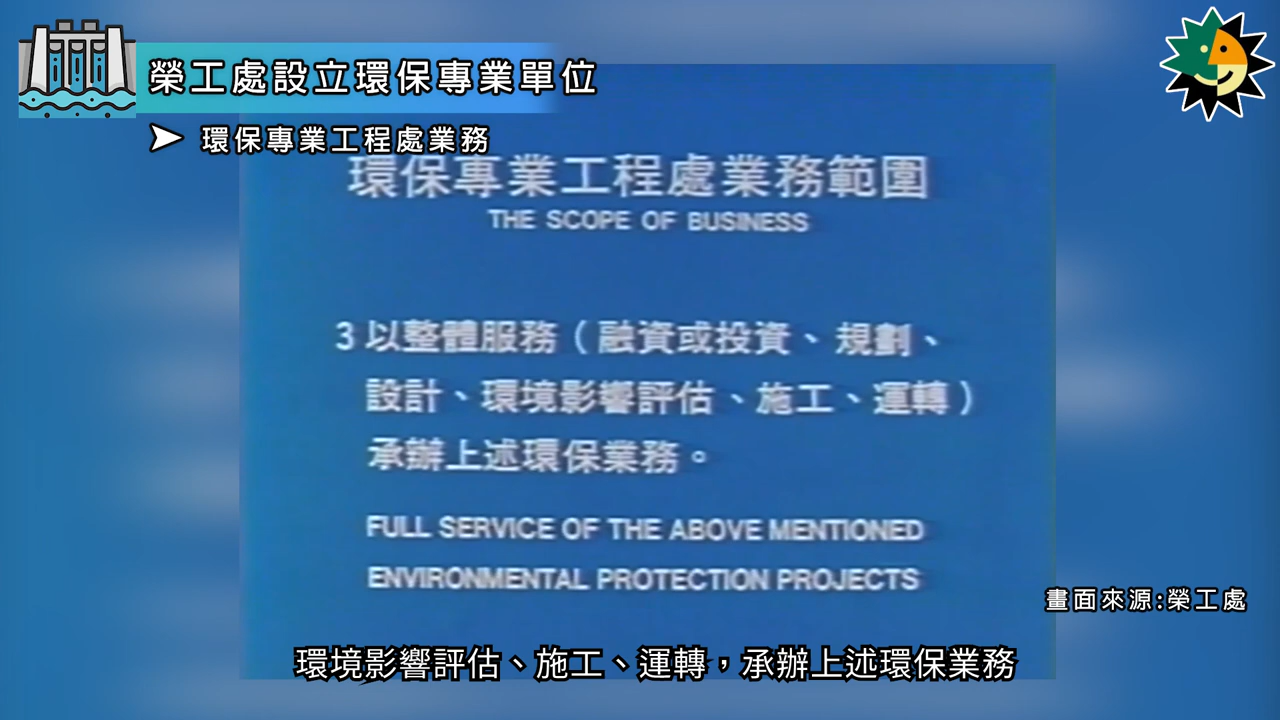 榮工處設立環保專業單位
環保專業工程處業務
環保專業工程處業務範圍
THE SCOPE OF BUSINESS
3 以整體服務（融資或投資、規劃、
設計、環境影響評估、施工、運轉）
承辦上述環保業務。
FULL SERVICE OF THE ABOVE MENTIONED
ENVIRONMENTAL PROTECTION PROJECTS
畫面來源:榮工處
環境影響評估、施工、運轉，承辦上述環保業務